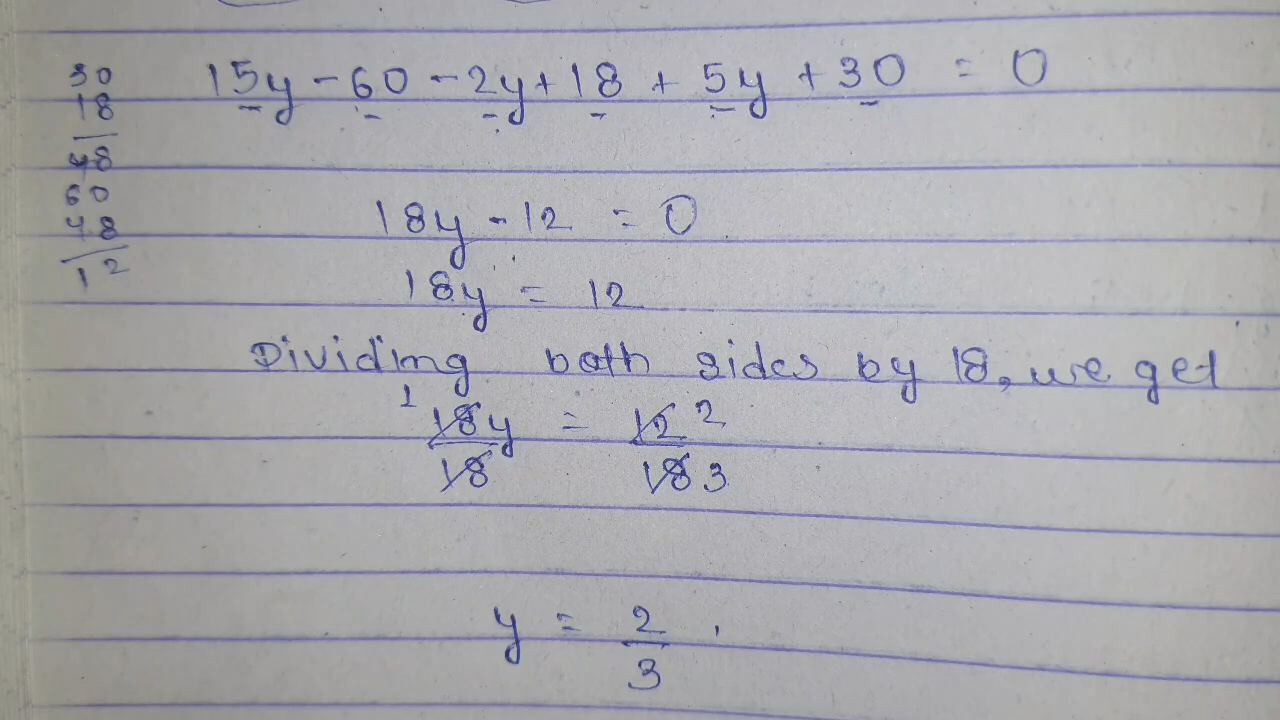 15y - 60 - 2y + 18 + 5y + 30 = 0
30
18
48
60
48
12
18y - 12 = 0
18y = 12
Dividing both sides by 18, we get
1 18y/18 = 12 2/18 3
y = 2/3